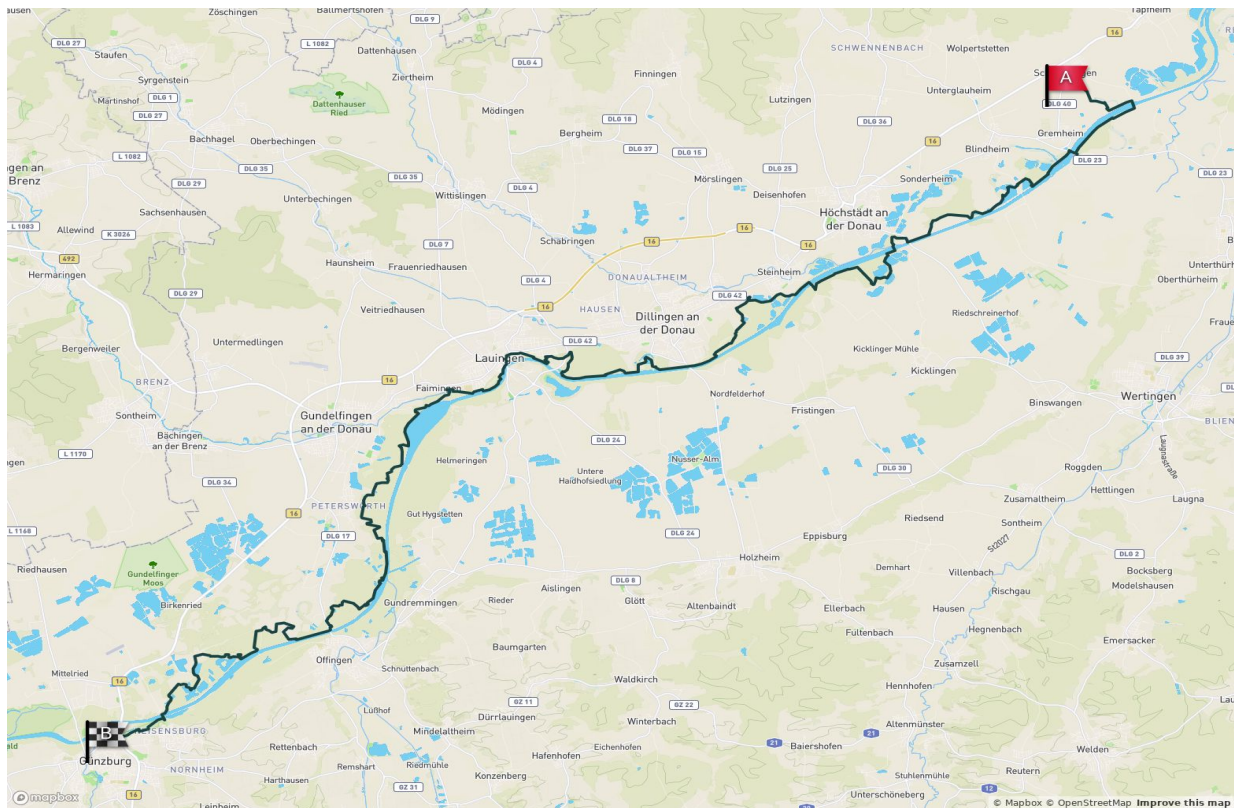 Zöschingen
Ballmertshofen
DLG 9
Tapfheim
DLG 27
L 1082
Dattenhausen
SCHWENNENBACH
Wolpertstetten
Staufen
DLG 4
Ziertheim
16
A
Syrgenstein
Finningen
Martinshof
DLG 1
Dattenhauser
Ried
Lutzingen
Unterglauheim
DLG 40
DLG 27
Mödingen
DLG 18
DLG 36
Gremheim
Bachhagel
Oberbechingen
Bergheim
16
L 1082
DLG 37
DLG 15
Blindheim
DLG 23
gen an
r Brenz
DLG 35
DLG 25
DLG 29
DLG 35
Mörslingen
Sonderheim
DLG 23
DLG 4
Deisenhofen
Unterbechingen
Wittislingen
Sachsenhausen
Höchstädt an
der Donau
L 1083
Allewind
K 3026
16
Schabringen
16
DLG 7
16
492
Haunsheim
Frauenriedhausen
Hermaringen
DLG 4
DONAUALTHEIM
Steinheim
Oberthürheim
DLG 29
DLG 42
16
HAUSEN
Veitriedhausen
Dillingen an
der Donau
Riedschreinerhof
Untermedlingen
DLG 42
Bergenweiler
Lauingen
Kicklinger Mühle
DLG 39
Kicklingen
BRENZ
16
Faimingen
Nordfelderhof
Wertingen
Binswangen
Sontheim
Gundelfingen
an der Donau
Fristingen
Bächingen
an der Brenz
DLG 24
L 1170
Helmeringen
Nusser-Alm
Laugnastraße
Untere
Haidhofsiedlung
DLG 30
Roggden
DLG 34
Hettlingen
PETERSWÖRTH
Zusamaltheim
Laugna
16
Gut Hygstetten
Riedsend
Sontheim
L 1168
DLG 17
DLG 24
Eppisburg
St2027
Holzheim
DLG 2
Riedhausen
Gundelfinger
Moos
Demhart
Villenbach
Bocksberg
DLG 8
Modelshausen
Aislingen
Rischgau
Birkenried
Gundremmingen
Rieder
Glött
Altenbaindt
Ellerbach
Hausen
Hegnenbach
Fultenbach
Emersacker
Baumgarten
Offingen
Zusamzell
Mittelried
Schnuttenbach
16
Waldkirch
Hennhofen
GZ 11
GZ 22
Lüßhof
Dürrlauingen
Winterbach
Altenmünster
B
REISENSBURG
Mindelaltheim
21
Baiershofen
21
Rettenbach
Eichenhofen
Welden
Günzburg
NORNHEIM
Hafenhofen
Remshart
Riedmühle
Reutern
Harthausen
Konzenberg
Stuhlenmühle
12
GZ 31
16
Leinheim
Unterschöneberg
mapbox
© Mapbox © OpenStreetMap Improve this map